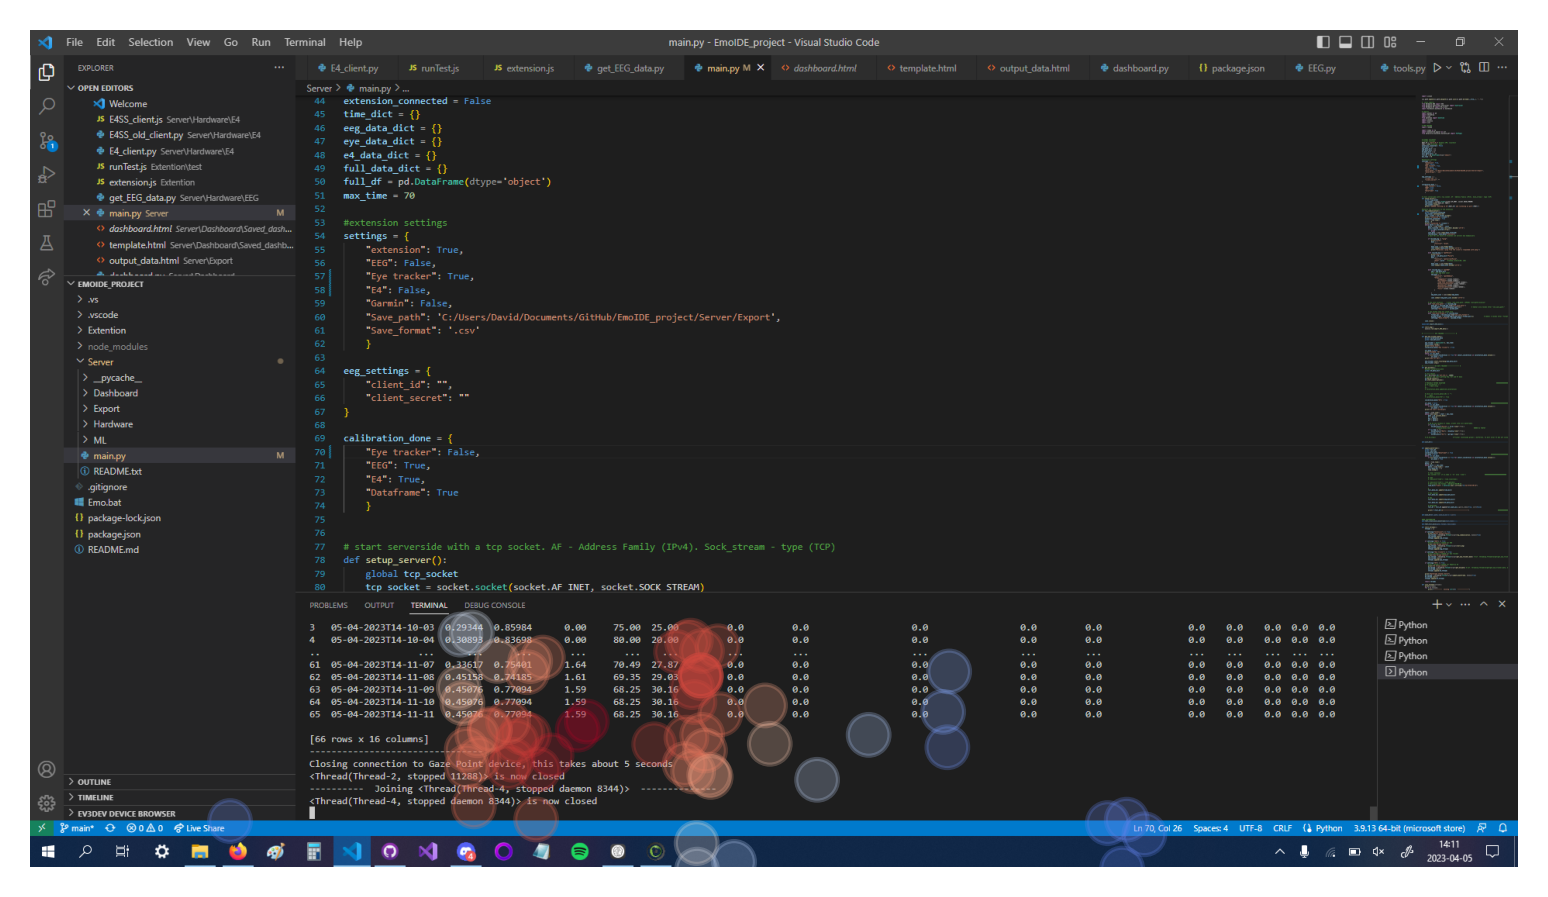 File Edit Selection View Go Run Terminal Help main.py - EmoIDE_project - Visual Studio Code
EXPLORER ···
E4_client.py JS runTest.js JS extension.js get_EEG_data.py main.py M × dashboard.html template.html output_data.html dashboard.py {} package.json EEG.py tools.py ···
OPEN EDITORS
Welcome
JS E4SS_client.js Server\Hardware\E4
E4SS_old_client.py Server\Hardware\E4
E4_client.py Server\Hardware\E4
JS runTest.js Extention\test
JS extension.js Extention
get_EEG_data.py Server\Hardware\EEG
× main.py Server M
dashboard.html Server\Dashboard\Saved_dash...
template.html Server\Dashboard\Saved_dashb...
output_data.html Server\Export
dashboard.py Server\Dashboard
EMOIDE_PROJECT
> .vs
> .vscode
> Extention
> node_modules
Server
> __pycache__
> Dashboard
> Export
> Hardware
> ML
main.py M
README.txt
.gitignore
Emo.bat
{} package-lock.json
{} package.json
README.md
> OUTLINE
> TIMELINE
> EV3DEV DEVICE BROWSER
Server > main.py > ...
44 extension_connected = False
45 time_dict = {}
46 eeg_data_dict = {}
47 eye_data_dict = {}
48 e4_data_dict = {}
49 full_data_dict = {}
50 full_df = pd.DataFrame(dtype='object')
51 max_time = 70
52
53 #extension settings
54 settings = {
55 "extension": True,
56 "EEG": False,
57 "Eye tracker": True,
58 "E4": False,
59 "Garmin": False,
60 "Save_path": 'C:/Users/David/Documents/GitHub/EmoIDE_project/Server/Export',
61 "Save_format": '.csv'
62 }
63
64 eeg_settings = {
65 "client_id": "",
66 "client_secret": ""
67 }
68
69 calibration_done = {
70 "Eye tracker": False,
71 "EEG": True,
72 "E4": True,
73 "Dataframe": True
74 }
75
76
77 # start serverside with a tcp socket. AF - Address Family (IPv4). Sock_stream - type (TCP)
78 def setup_server():
79 global tcp_socket
80 tcp_socket = socket.socket(socket.AF_INET, socket.SOCK_STREAM)
PROBLEMS OUTPUT TERMINAL DEBUG CONSOLE
3 05-04-2023T14-10-03 0.29344 0.85984 0.00 75.00 25.00 0.0 0.0 0.0 0.0 0.0 0.0 0.0 0.0 0.0 0.0
4 05-04-2023T14-10-04 0.30893 0.83698 0.00 80.00 20.00 0.0 0.0 0.0 0.0 0.0 0.0 0.0 0.0 0.0 0.0
.. ... ... ... ... ... ... ... ... ... ... ... ... ... ... ... ...
61 05-04-2023T14-11-07 0.33617 0.75401 1.64 70.49 27.87 0.0 0.0 0.0 0.0 0.0 0.0 0.0 0.0 0.0 0.0
62 05-04-2023T14-11-08 0.45158 0.74185 1.61 69.35 29.03 0.0 0.0 0.0 0.0 0.0 0.0 0.0 0.0 0.0 0.0
63 05-04-2023T14-11-09 0.45076 0.77094 1.59 68.25 30.16 0.0 0.0 0.0 0.0 0.0 0.0 0.0 0.0 0.0 0.0
64 05-04-2023T14-11-10 0.45076 0.77094 1.59 68.25 30.16 0.0 0.0 0.0 0.0 0.0 0.0 0.0 0.0 0.0 0.0
65 05-04-2023T14-11-11 0.45076 0.77094 1.59 68.25 30.16 0.0 0.0 0.0 0.0 0.0 0.0 0.0 0.0 0.0 0.0
[66 rows x 16 columns]
--------------------------------
Closing connection to Gaze Point device, this takes about 5 seconds
<Thread(Thread-2, stopped 11288)> is now closed
---------- Joining <Thread(Thread-4, stopped daemon 8344)> --------------
<Thread(Thread-4, stopped daemon 8344)> is now closed
Python
Python
Python
Python
main* 0 0 0 Live Share Ln 70, Col 26 Spaces: 4 UTF-8 CRLF Python 3.9.13 64-bit (microsoft store)
14:11
2023-04-05